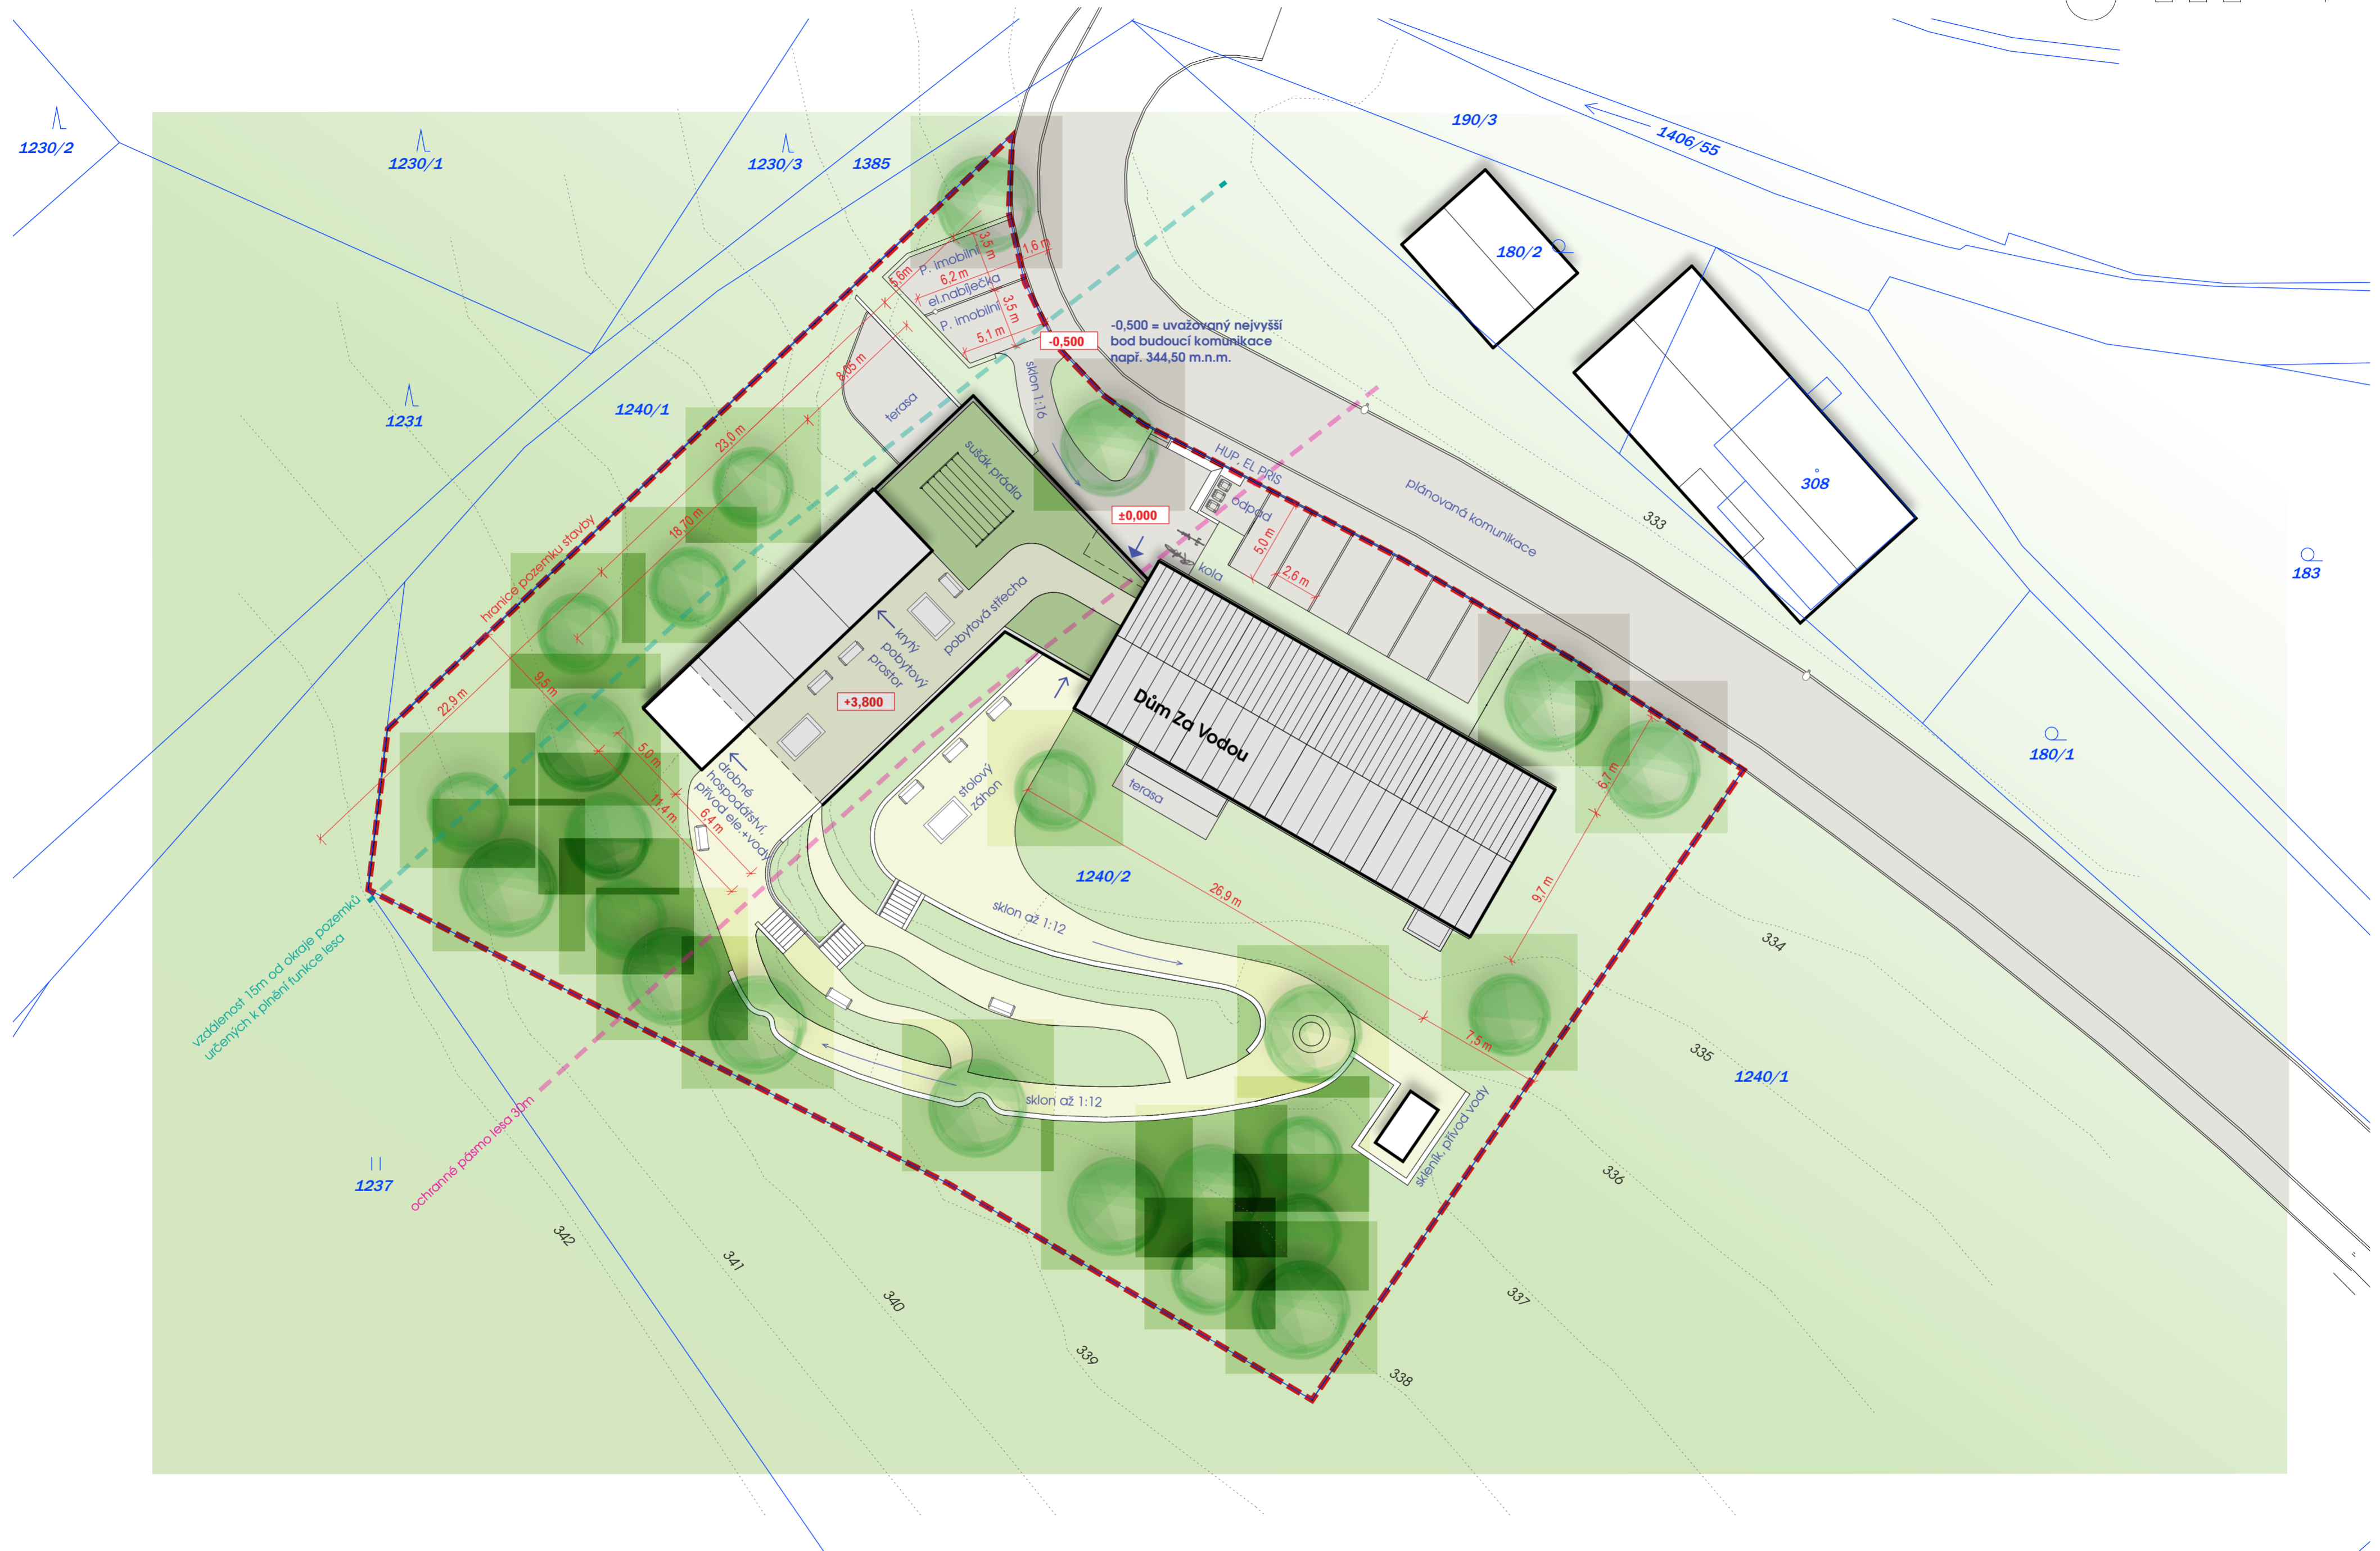 190/3
1406/55
1230/2
1230/1
1230/3
1385
180/2
P. imobilní
el.nabíječka
P. imobilní
3,5 m
1,6 m
5,6m
6,2 m
3,5 m
5,1 m
-0,500
-0,500 = uvažovaný nejvyšší
bod budoucí komunikace
např. 344,50 m.n.m.
sklon 1:16
8,05 m
terasa
1231
1240/1
23,0 m
sušák prádla
HUP, EL PRIS
odpad
plánovaná komunikace
308
333
±0,000
18,70 m
hranice pozemku stavby
5,0 m
2,6 m
kola
183
pobytová střecha
krytý
pobytový
prostor
+3,800
22,9 m
9,5 m
5,0 m
11,4 m
6,4 m
drobné
hospodářství,
přívod ele.+vody
Dům Za Vodou
stolový
záhon
terasa
180/1
6,7 m
9,7 m
1240/2
26,9 m
sklon až 1:12
334
vzdálenost 15m od okraje pozemků
určených k plnění funkce lesa
7,5 m
335
1240/1
sklon až 1:12
skleník, přívod vody
ochranné pásmo lesa 30m
1237
336
342
341
340
337
339
338